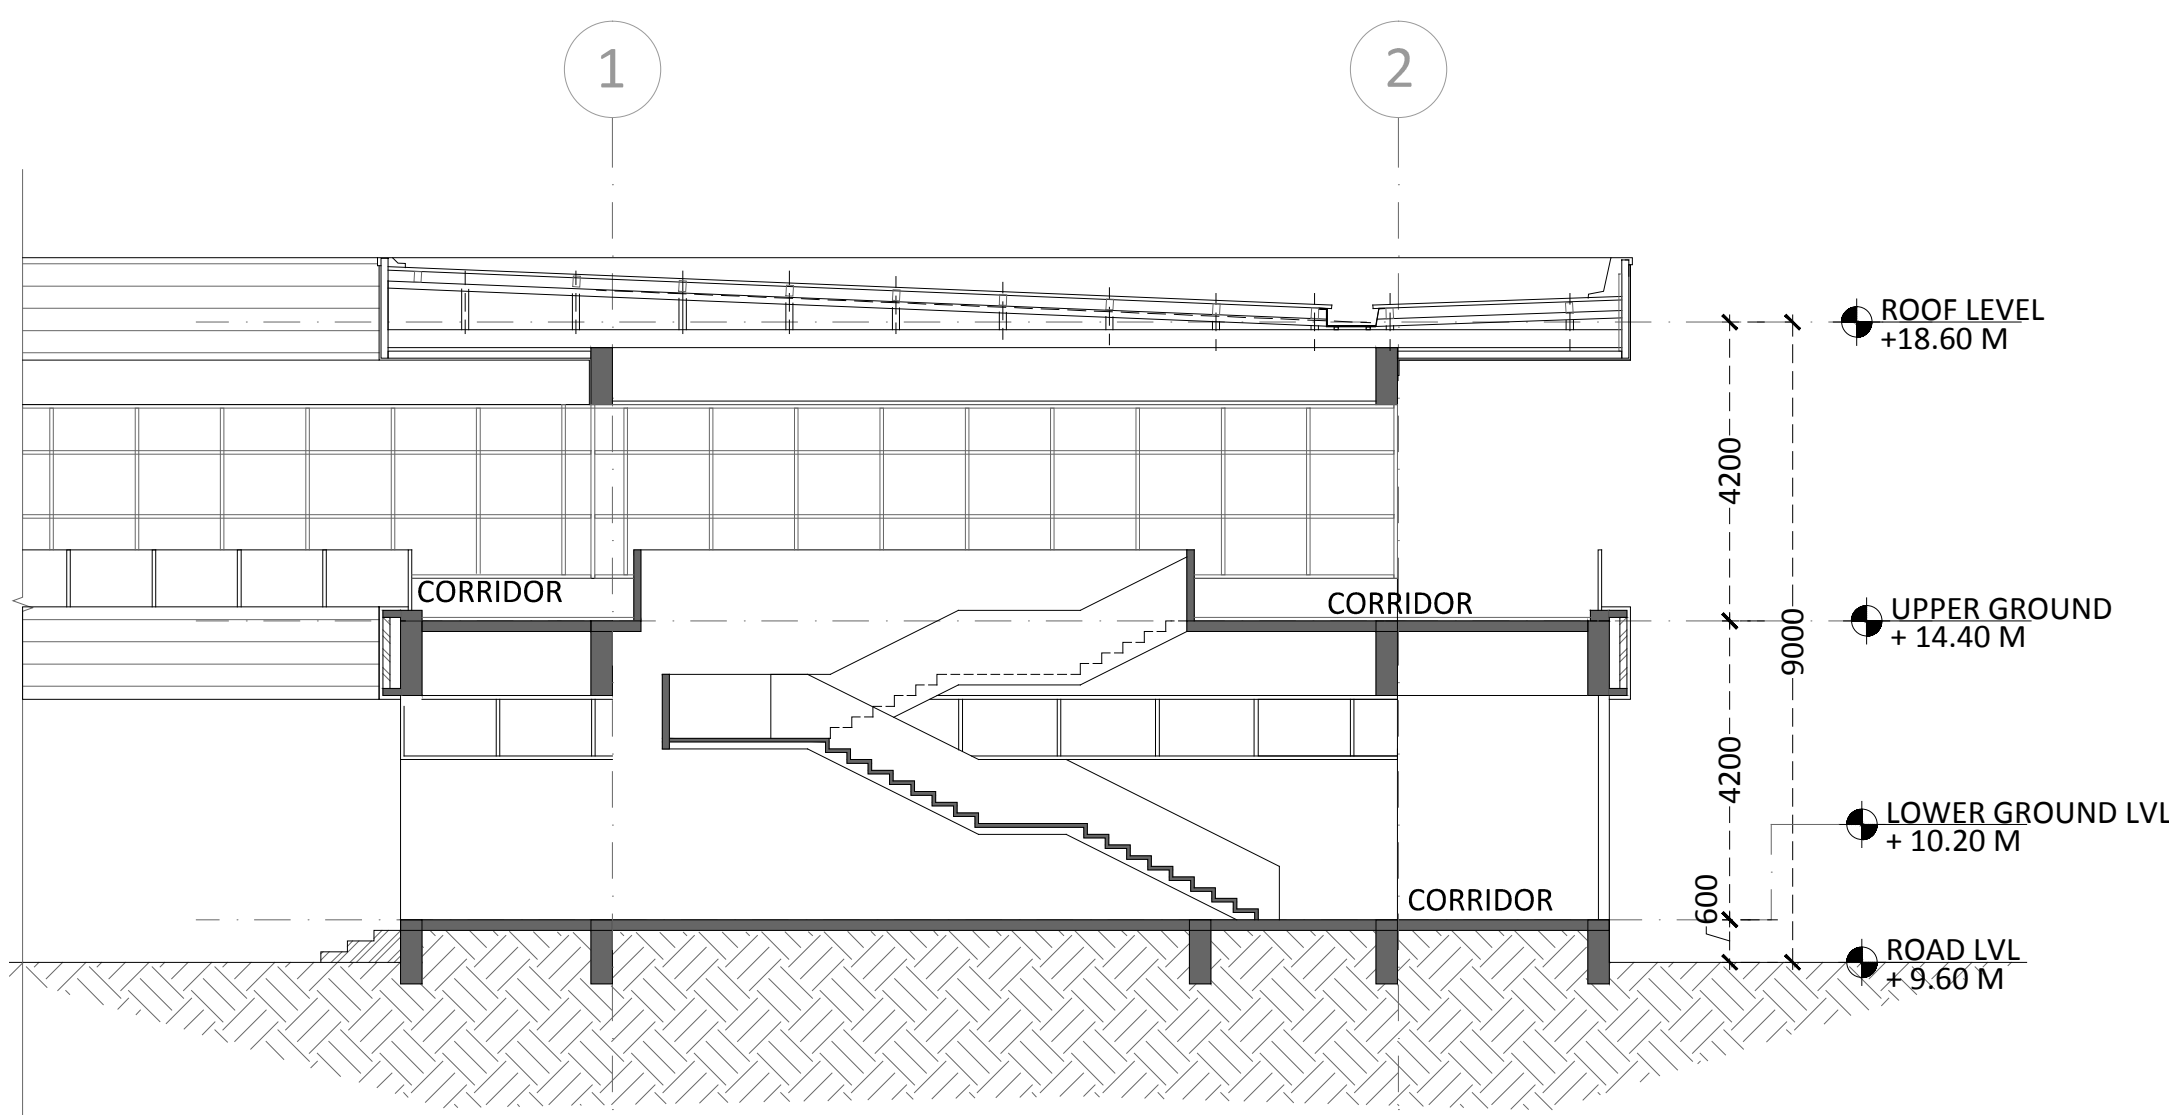 1
2
ROOF LEVEL
+18.60 M
4200
CORRIDOR
CORRIDOR
UPPER GROUND
+ 14.40 M
9000
4200
LOWER GROUND LVL
+ 10.20 M
CORRIDOR
600
ROAD LVL
+ 9.60 M